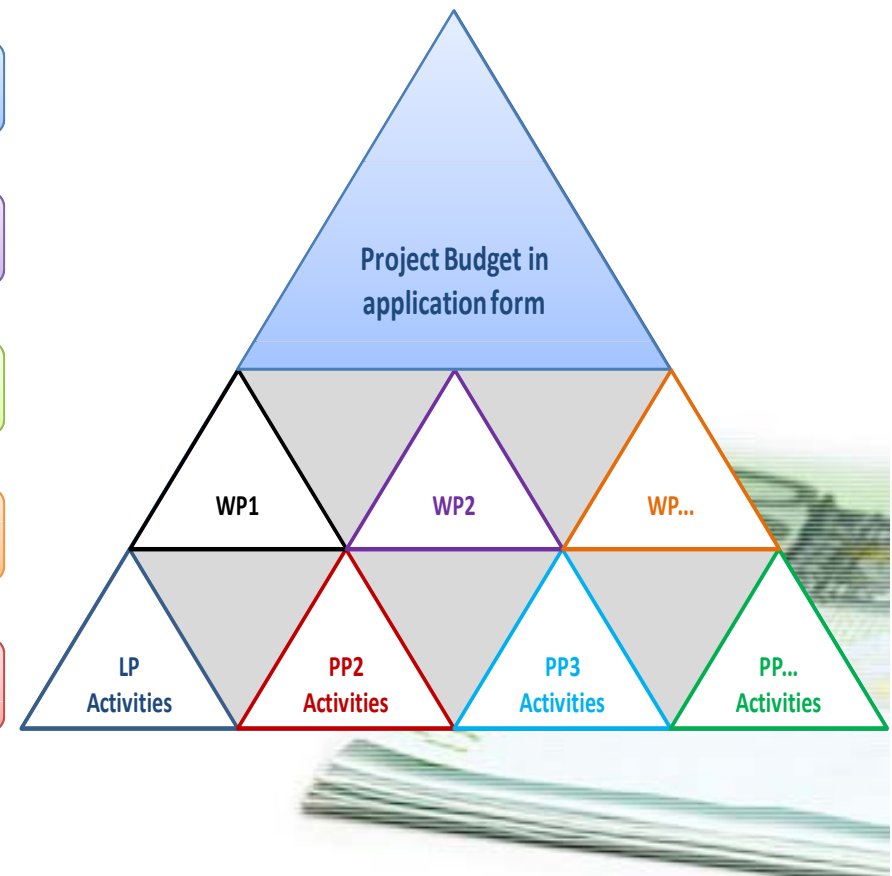 Project Budget in
application form
WP1
WP2
WP...
LP
Activities
PP2
Activities
PP3
Activities
PP...
Activities